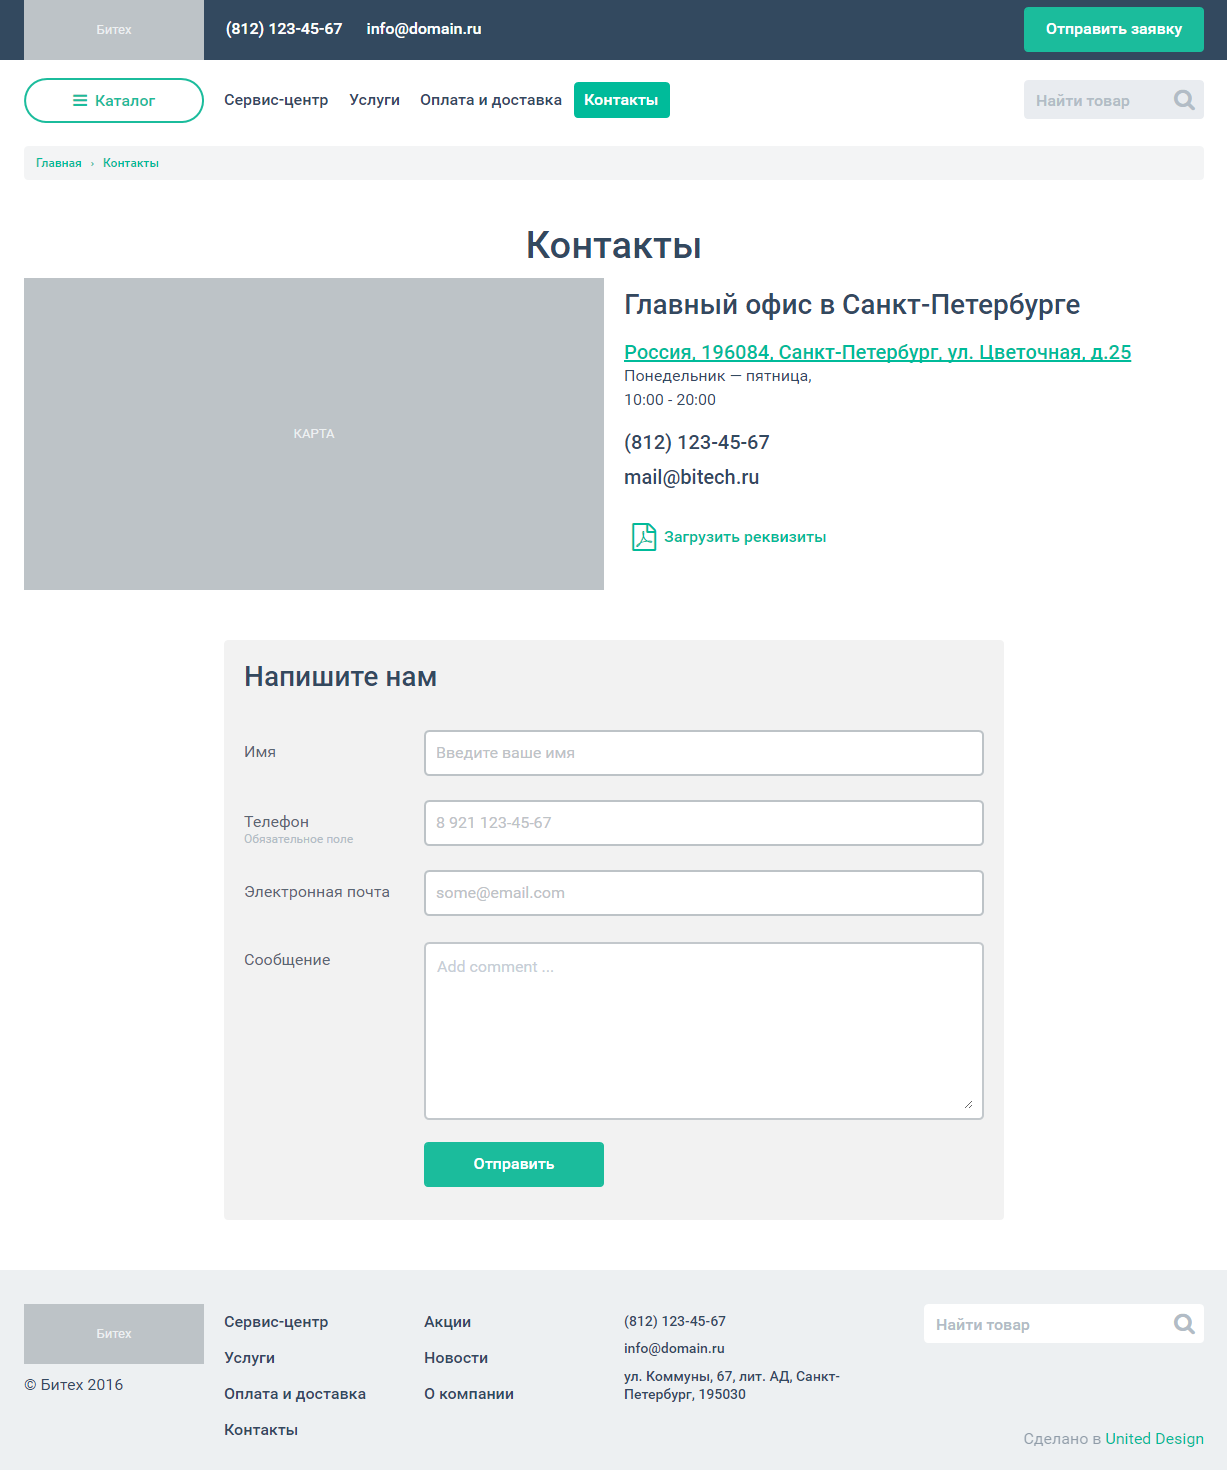 Битех
(812) 123-45-67
info@domain.ru
Отправить заявку
Каталог
Сервис-центр
Услуги
Оплата и доставка
Контакты
Найти товар
Главная › Контакты
Контакты
КАРТА
Главный офис в Санкт-Петербурге
Россия, 196084, Санкт-Петербург, ул. Цветочная, д.25
Понедельник — пятница,
10:00 - 20:00
(812) 123-45-67
mail@bitech.ru
Загрузить реквизиты
Напишите нам
Имя
Введите ваше имя
Телефон
Обязательное поле
8 921 123-45-67
Электронная почта
some@email.com
Сообщение
Add comment ...
Отправить
Битех
© Битех 2016
Сервис-центр
Услуги
Оплата и доставка
Контакты
Акции
Новости
О компании
(812) 123-45-67
info@domain.ru
ул. Коммуны, 67, лит. АД, Санкт-
Петербург, 195030
Найти товар
Сделано в United Design